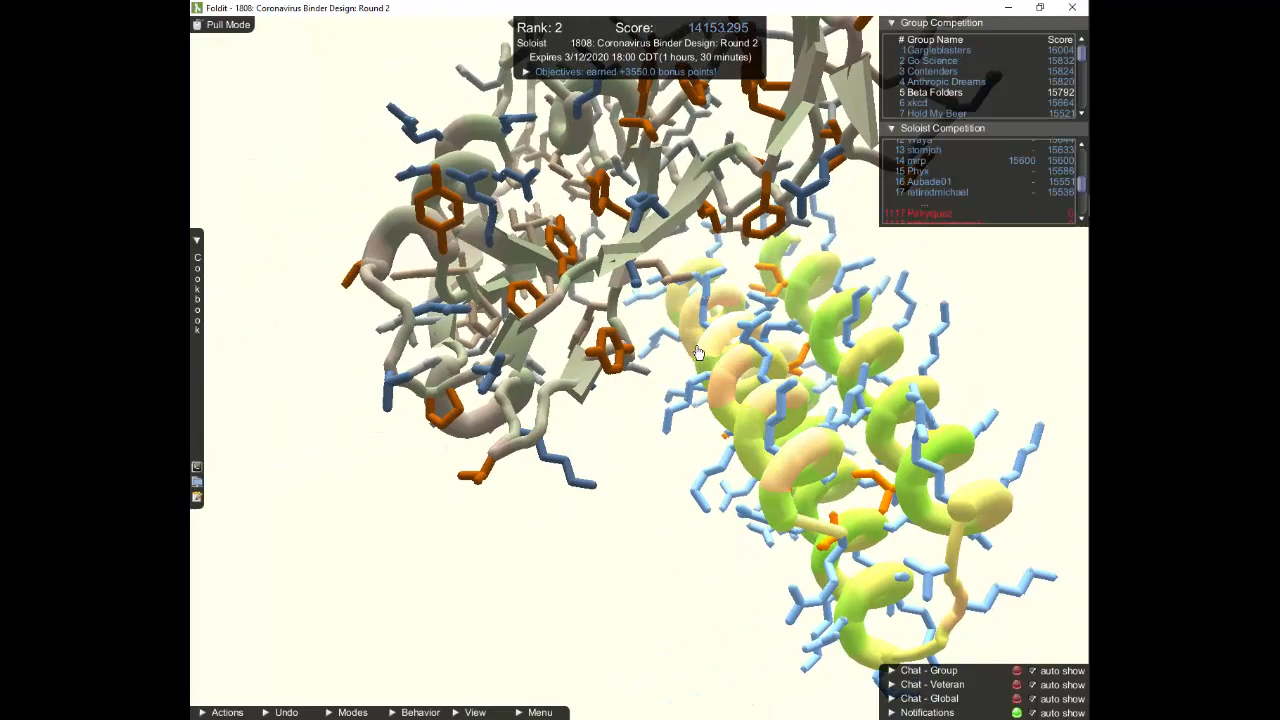 Foldit - 1808: Coronavirus Binder Design: Round 2
Pull Mode
Rank: 2 Score: 14153.295
Soloist 1808: Coronavirus Binder Design: Round 2
Expires 3/12/2020 18:00 CDT(1 hours, 30 minutes)
Objectives: earned +3550.0 bonus points!
Group Competition
# Group Name Score
1 Gargleblasters 16004
2 Go Science 15832
3 Contenders 15824
4 Anthropic Dreams 15820
5 Beta Folders 15792
6 xkcd 15664
7 Hold My Beer 15521
Soloist Competition
13 stomjoh - 15633
14 mirp 15600 15600
15 Phyx - 15586
16 Aubade01 - 15551
17 retiredmichael - 15536
...
Cookbook
Chat - Group auto show
Chat - Veteran auto show
Chat - Global auto show
Notifications auto show
Actions Undo Modes Behavior View Menu